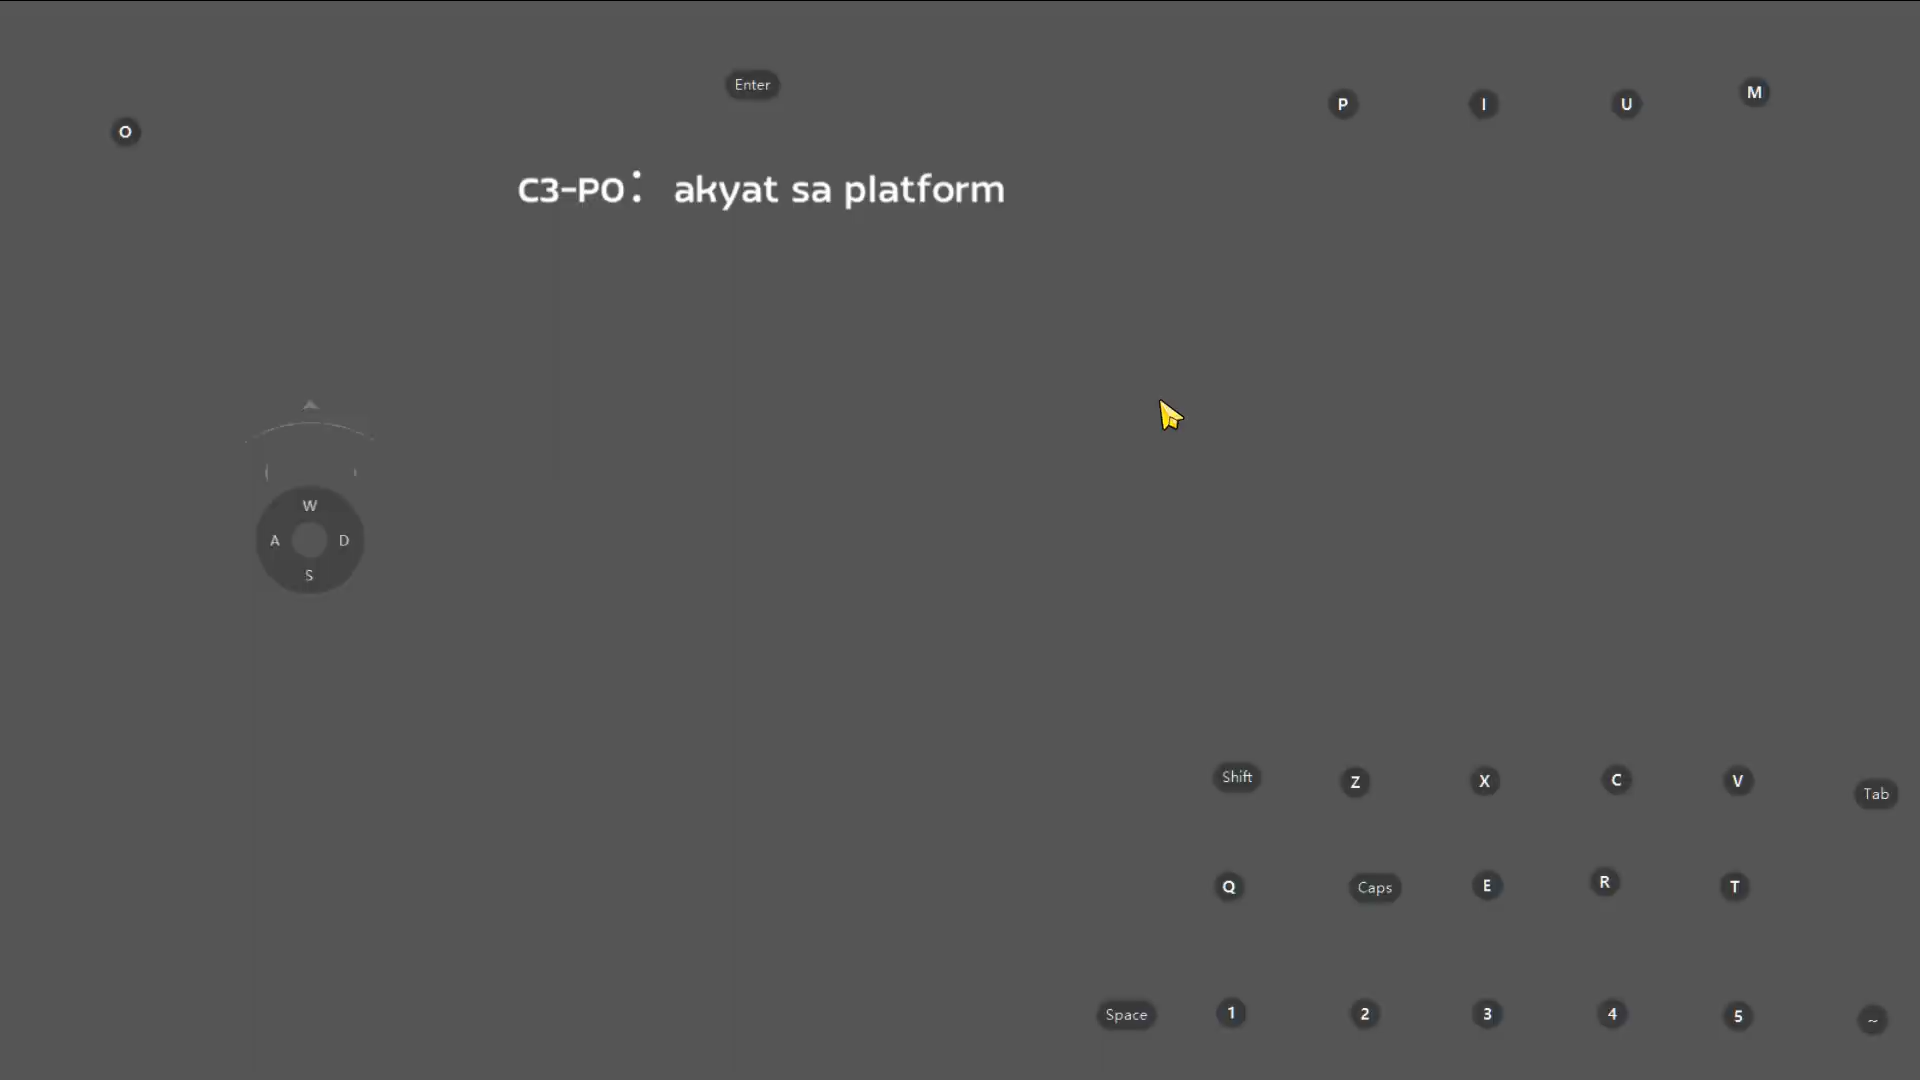 Enter
P I U M
O
C3-PO: akyat sa platform
W
A D
S
Shift Z X C V Tab
Q Caps E R T
Space 1 2 3 4 5 ~